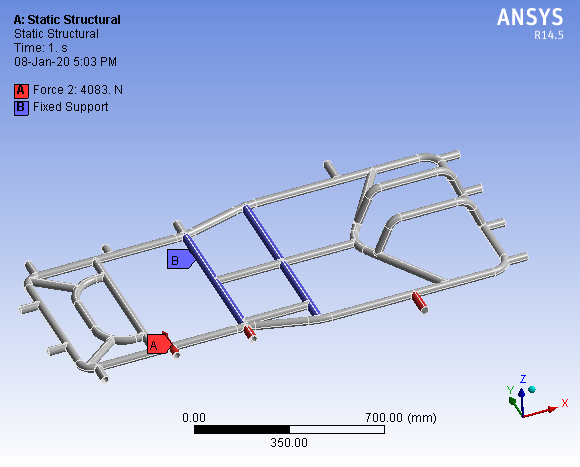 A: Static Structural
Static Structural
Time: 1. s
08-Jan-20 5:03 PM
A Force 2: 4083. N
B Fixed Support
ANSYS
R14.5
B
A
0.00 700.00 (mm)
350.00
Z
Y
X